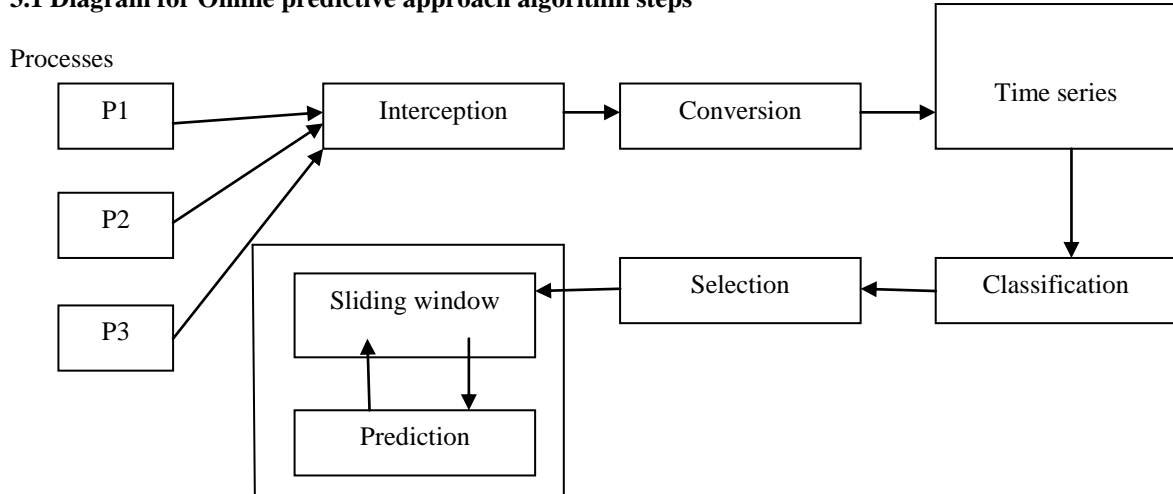 3.1 Diagram for Online predictive approach algorithm steps
Processes
P1
Interception
Conversion
Time series
P2
Sliding window
Selection
Classification
P3
Prediction